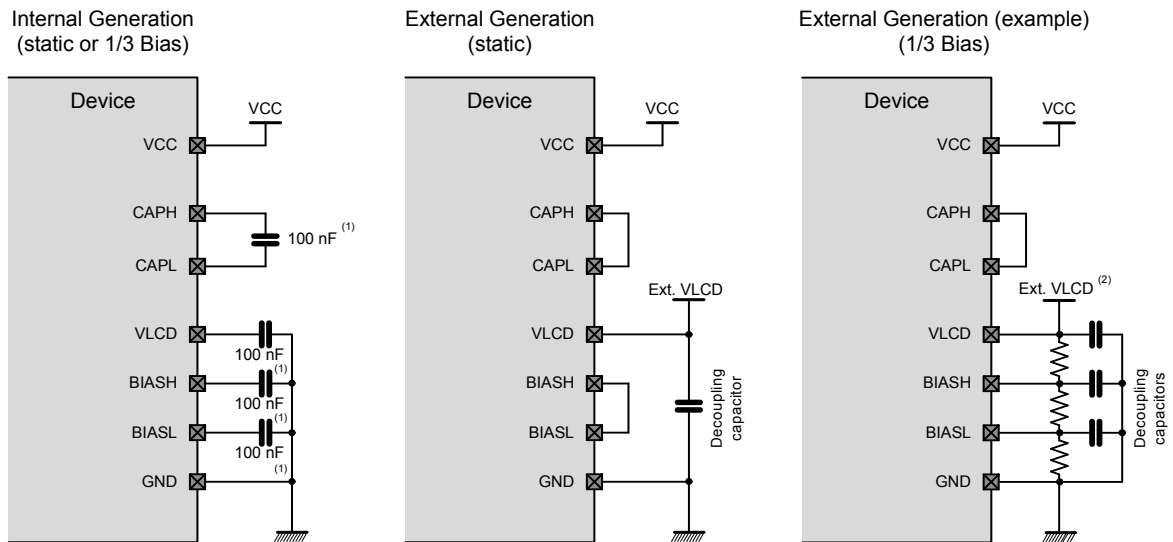 Internal Generation
(static or 1/3 Bias)
Device
VCC
VCC
CAPH
CAPL
100 nF (1)
VLCD
100 nF (1)
BIASH
100 nF (1)
BIASL
100 nF (1)
GND
External Generation
(static)
Device
VCC
VCC
CAPH
CAPL
Ext. VLCD
VLCD
BIASH
BIASL
Decoupling
capacitor
GND
External Generation (example)
(1/3 Bias)
Device
VCC
VCC
CAPH
CAPL
Ext. VLCD (2)
VLCD
BIASH
BIASL
Decoupling
capacitors
GND